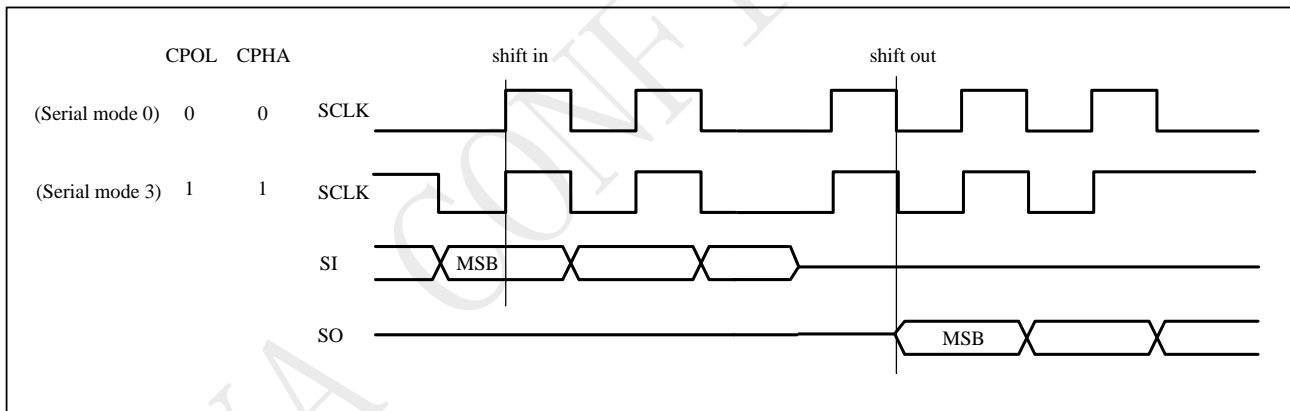 CPOL CPHA shift in shift out
(Serial mode 0) 0 0 SCLK
(Serial mode 3) 1 1 SCLK
SI MSB
SO MSB